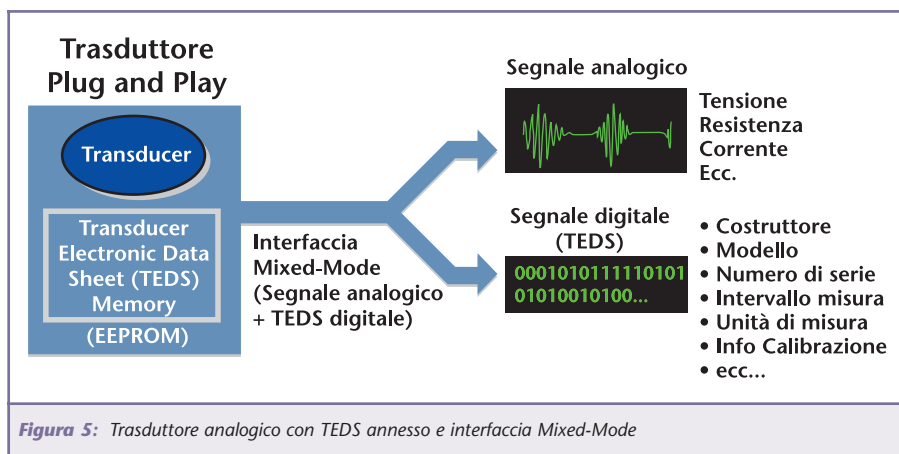 Trasduttore
Plug and Play
Transducer
Transducer
Electronic Data
Sheet (TEDS)
Memory
(EEPROM)
Interfaccia
Mixed-Mode
(Segnale analogico
+ TEDS digitale)
Segnale analogico
Tensione
Resistenza
Corrente
Ecc.
Segnale digitale
(TEDS)
0001010111110101
01010010100...
• Costruttore
• Modello
• Numero di serie
• Intervallo misura
• Unità di misura
• Info Calibrazione
• ecc...
Figura 5: Trasduttore analogico con TEDS annesso e interfaccia Mixed-Mode